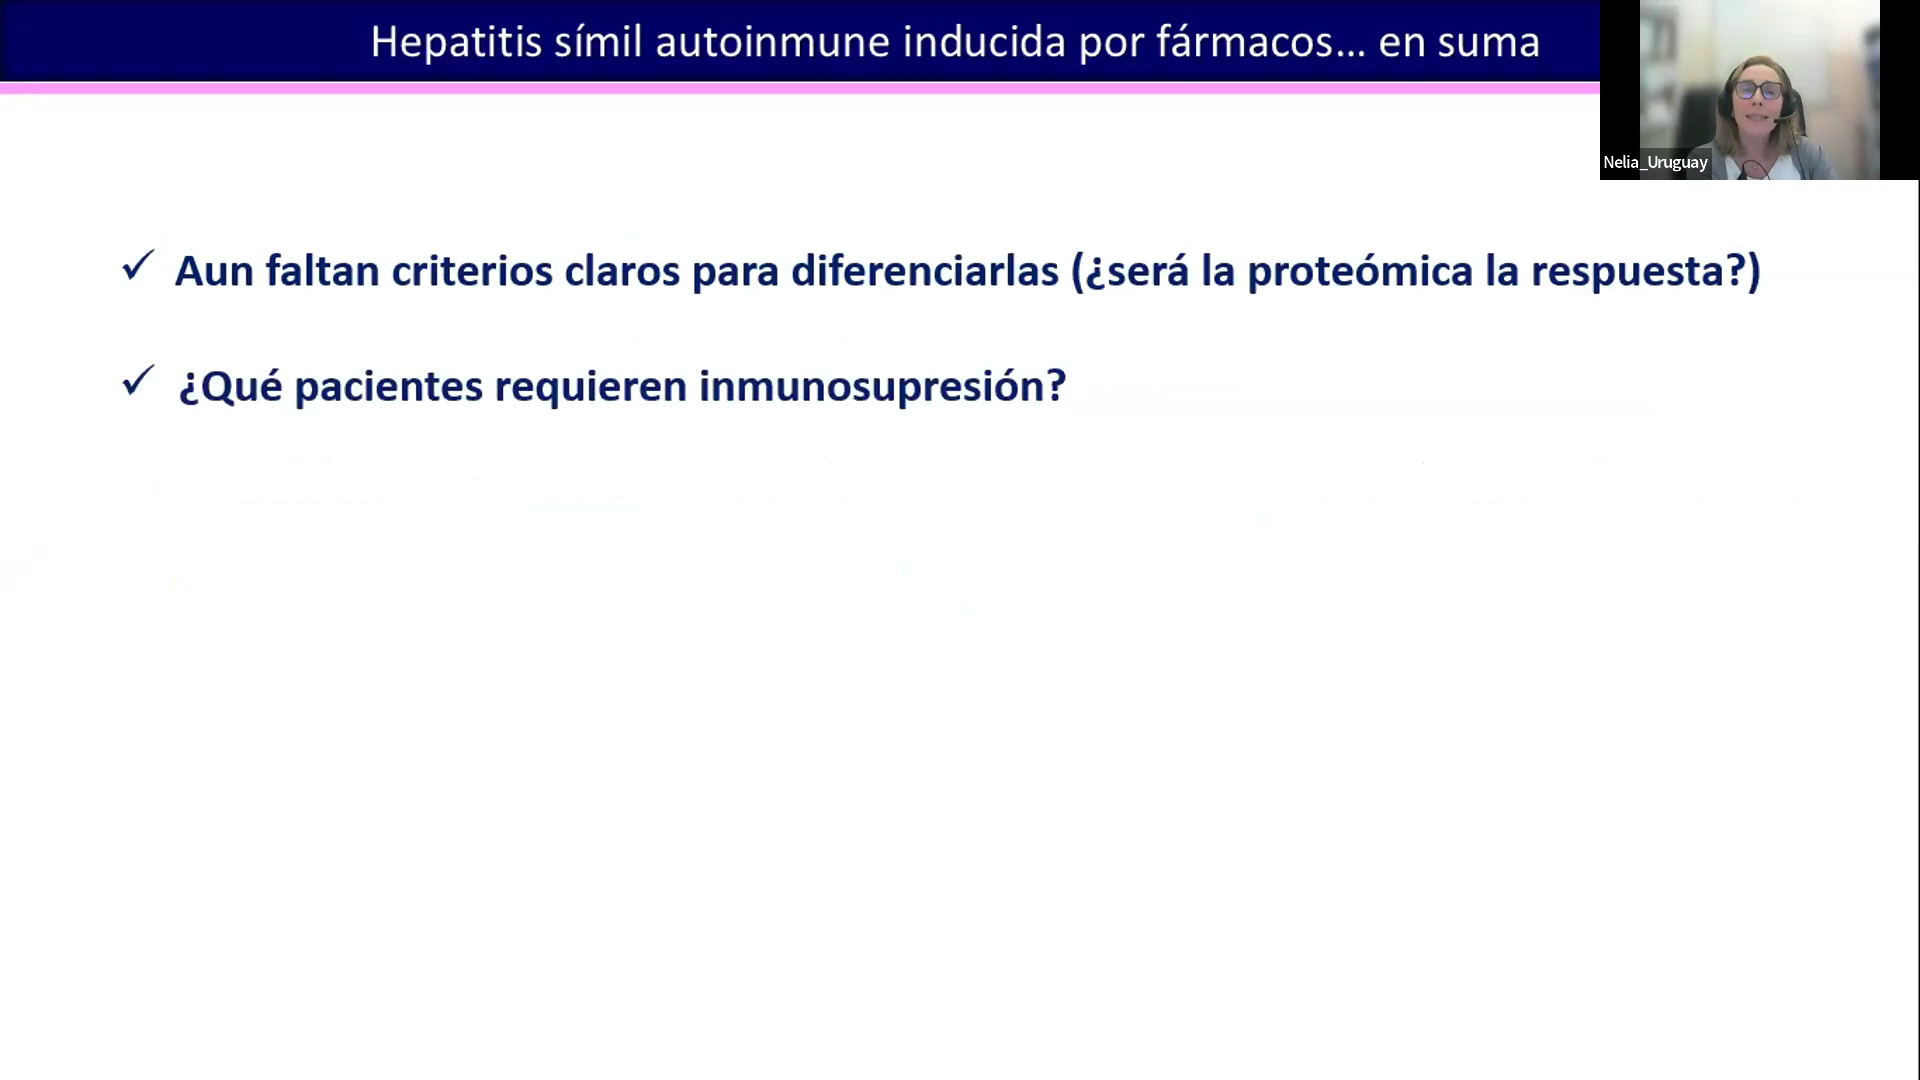 Hepatitis símil autoinmune inducida por fármacos... en suma
Nelia_Uruguay
✓ Aun faltan criterios claros para diferenciarlas (¿será la proteómica la respuesta?)
✓ ¿Qué pacientes requieren inmunosupresión?